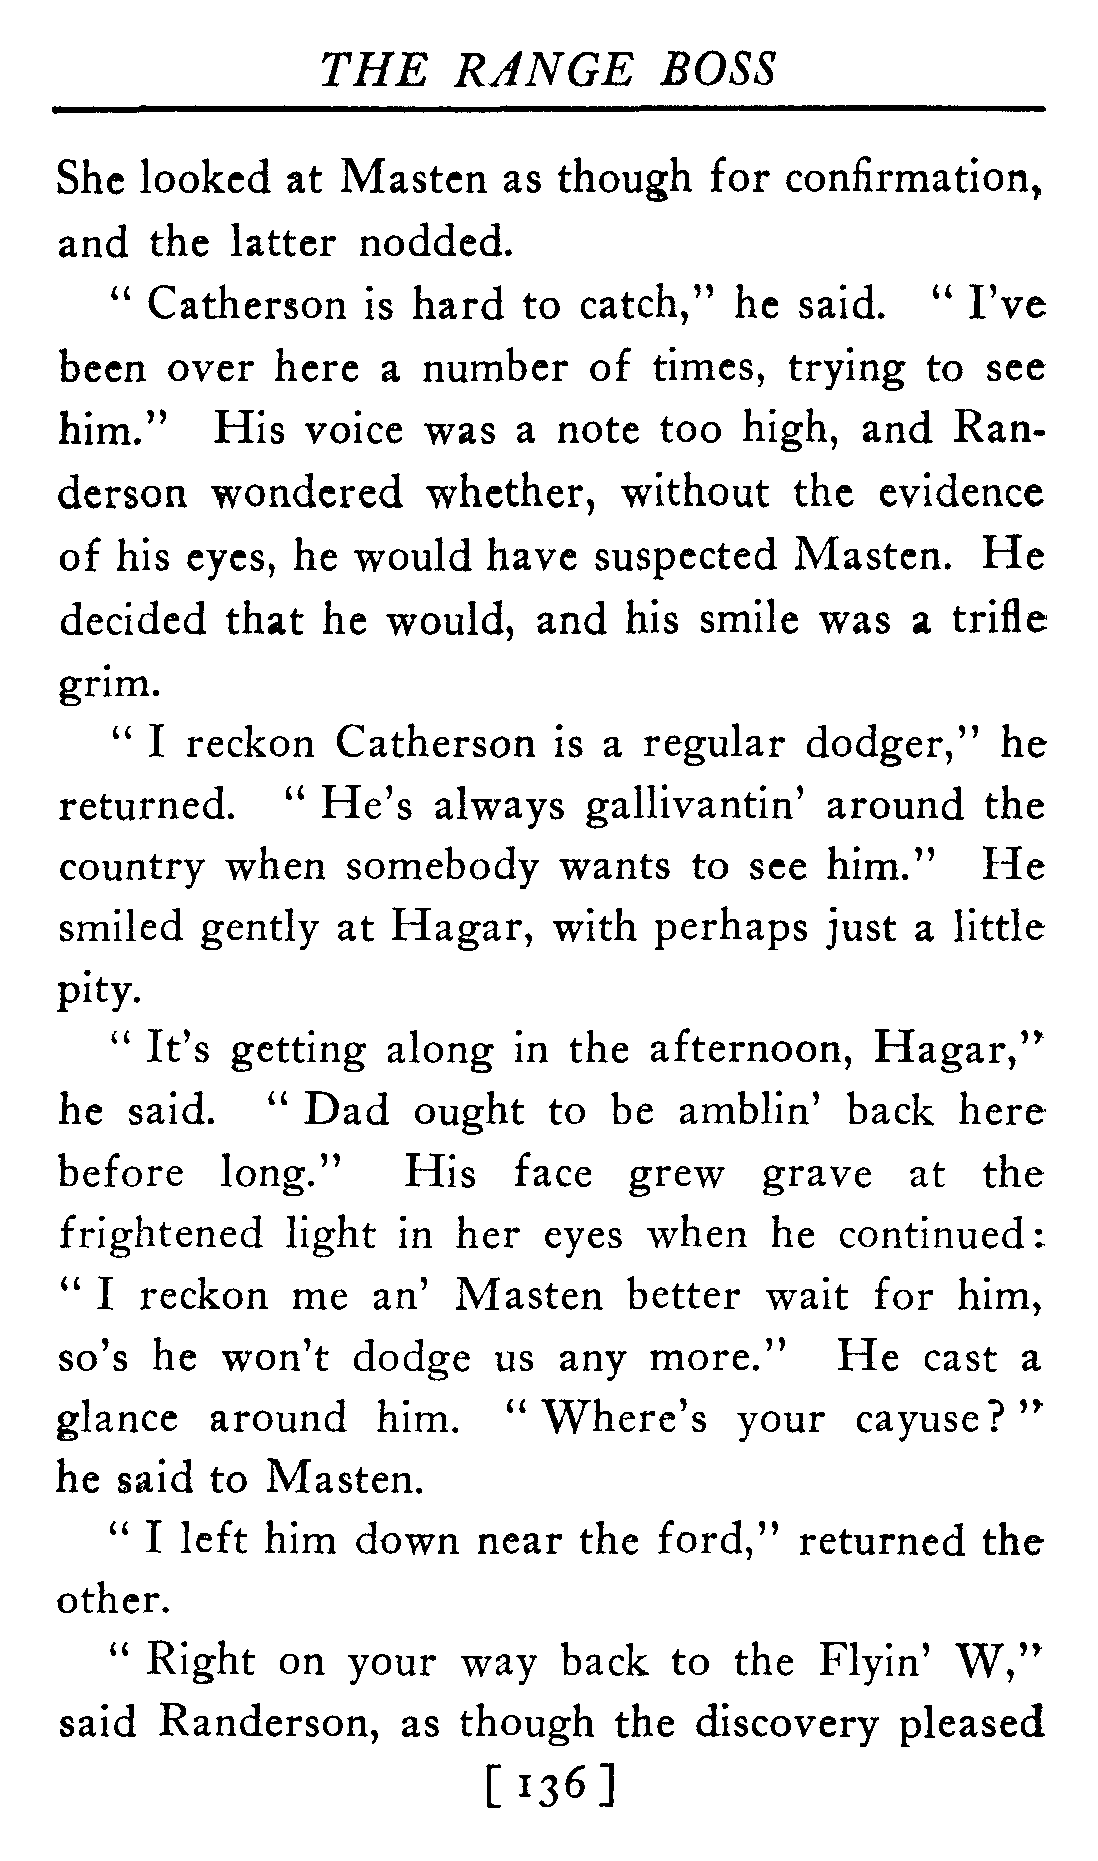 THE RANGE BOSS
She looked at Masten as though for confirmation,
and the latter nodded.
" Catherson is hard to catch," he said. " I've
been over here a number of times, trying to see
him." His voice was a note too high, and Ran-
derson wondered whether, without the evidence
of his eyes, he would have suspected Masten. He
decided that he would, and his smile was a trifle
grim.
" I reckon Catherson is a regular dodger," he
returned. " He's always gallivantin' around the
country when somebody wants to see him." He
smiled gently at Hagar, with perhaps just a little
pity.
" It's getting along in the afternoon, Hagar,"
he said. " Dad ought to be amblin' back here
before long." His face grew grave at the
frightened light in her eyes when he continued:
" I reckon me an' Masten better wait for him,
so's he won't dodge us any more." He cast a
glance around him. " Where's your cayuse? "
he said to Masten.
" I left him down near the ford," returned the
other.
" Right on your way back to the Flyin' W,"
said Randerson, as though the discovery pleased
[ 136 ]